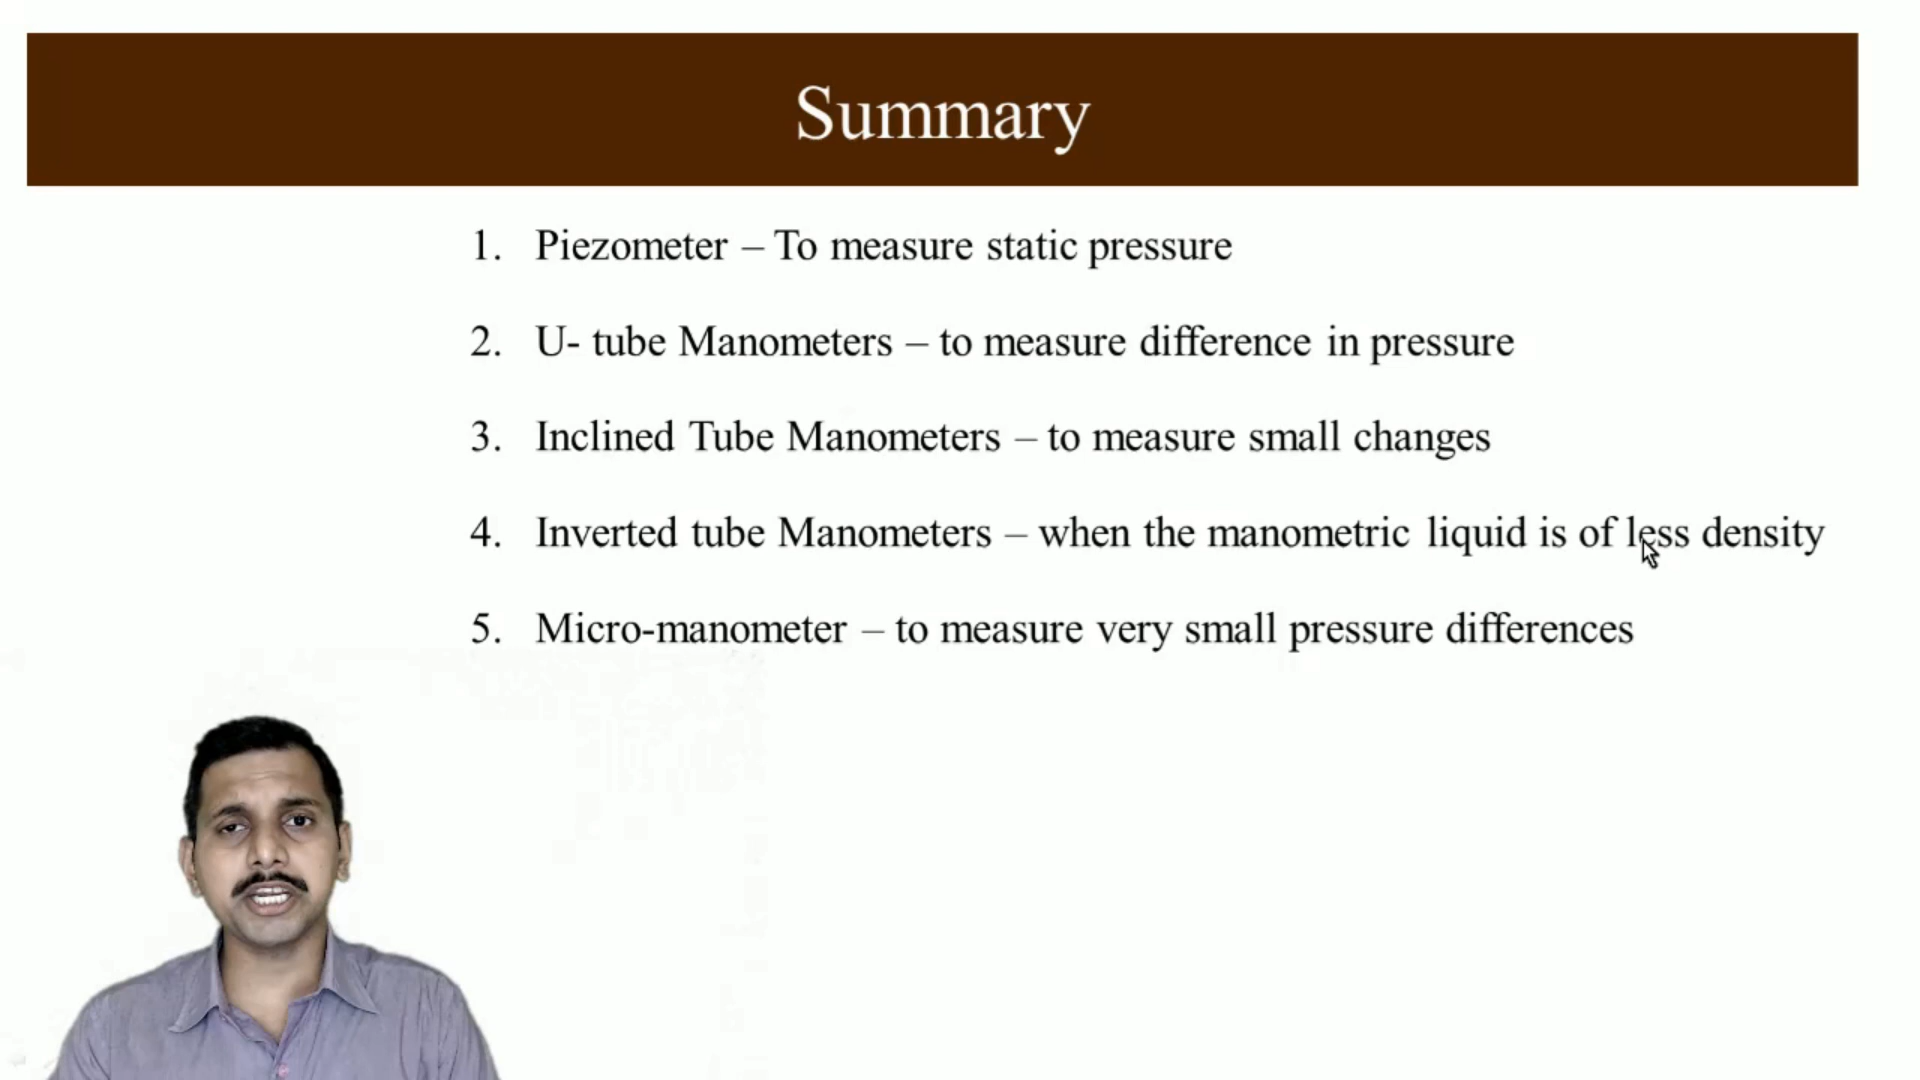 Summary
1. Piezometer – To measure static pressure
2. U- tube Manometers – to measure difference in pressure
3. Inclined Tube Manometers – to measure small changes
4. Inverted tube Manometers – when the manometric liquid is of less density
5. Micro-manometer – to measure very small pressure differences